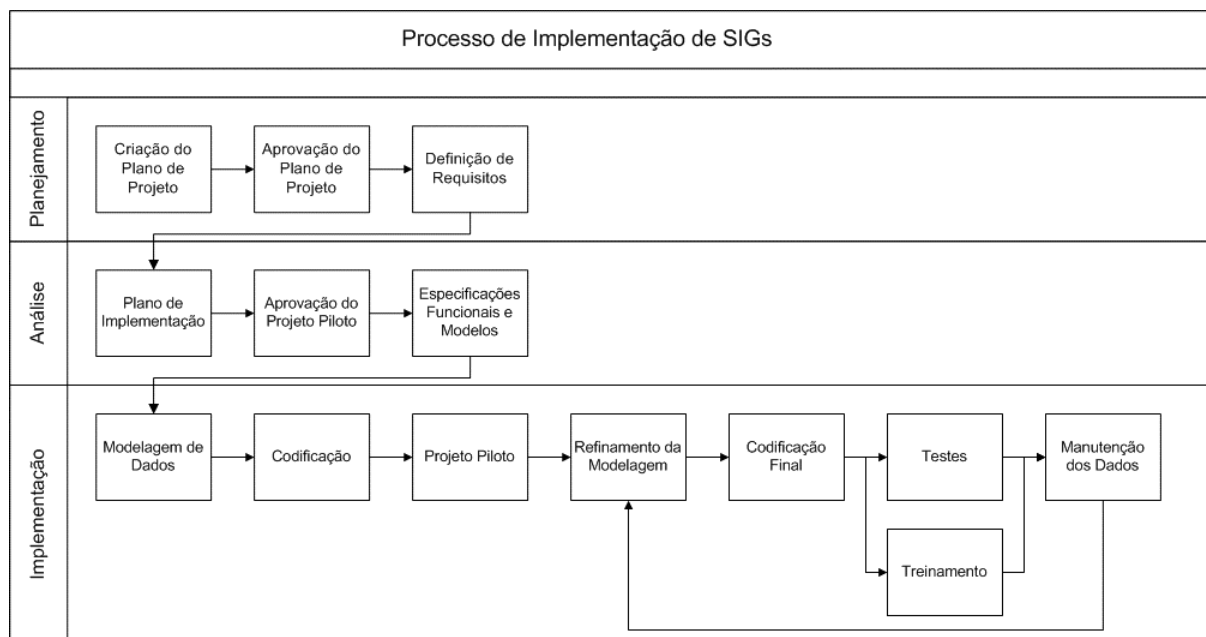 Processo de Implementação de SIGs
Planejamento
Criação do
Plano de
Projeto
Aprovação do
Plano de
Projeto
Definição de
Requisitos
Análise
Plano de
Implementação
Aprovação do
Projeto Piloto
Especificações
Funcionais e
Modelos
Implementação
Modelagem de
Dados
Codificação
Projeto Piloto
Refinamento da
Modelagem
Codificação
Final
Testes
Manutenção
dos Dados
Treinamento